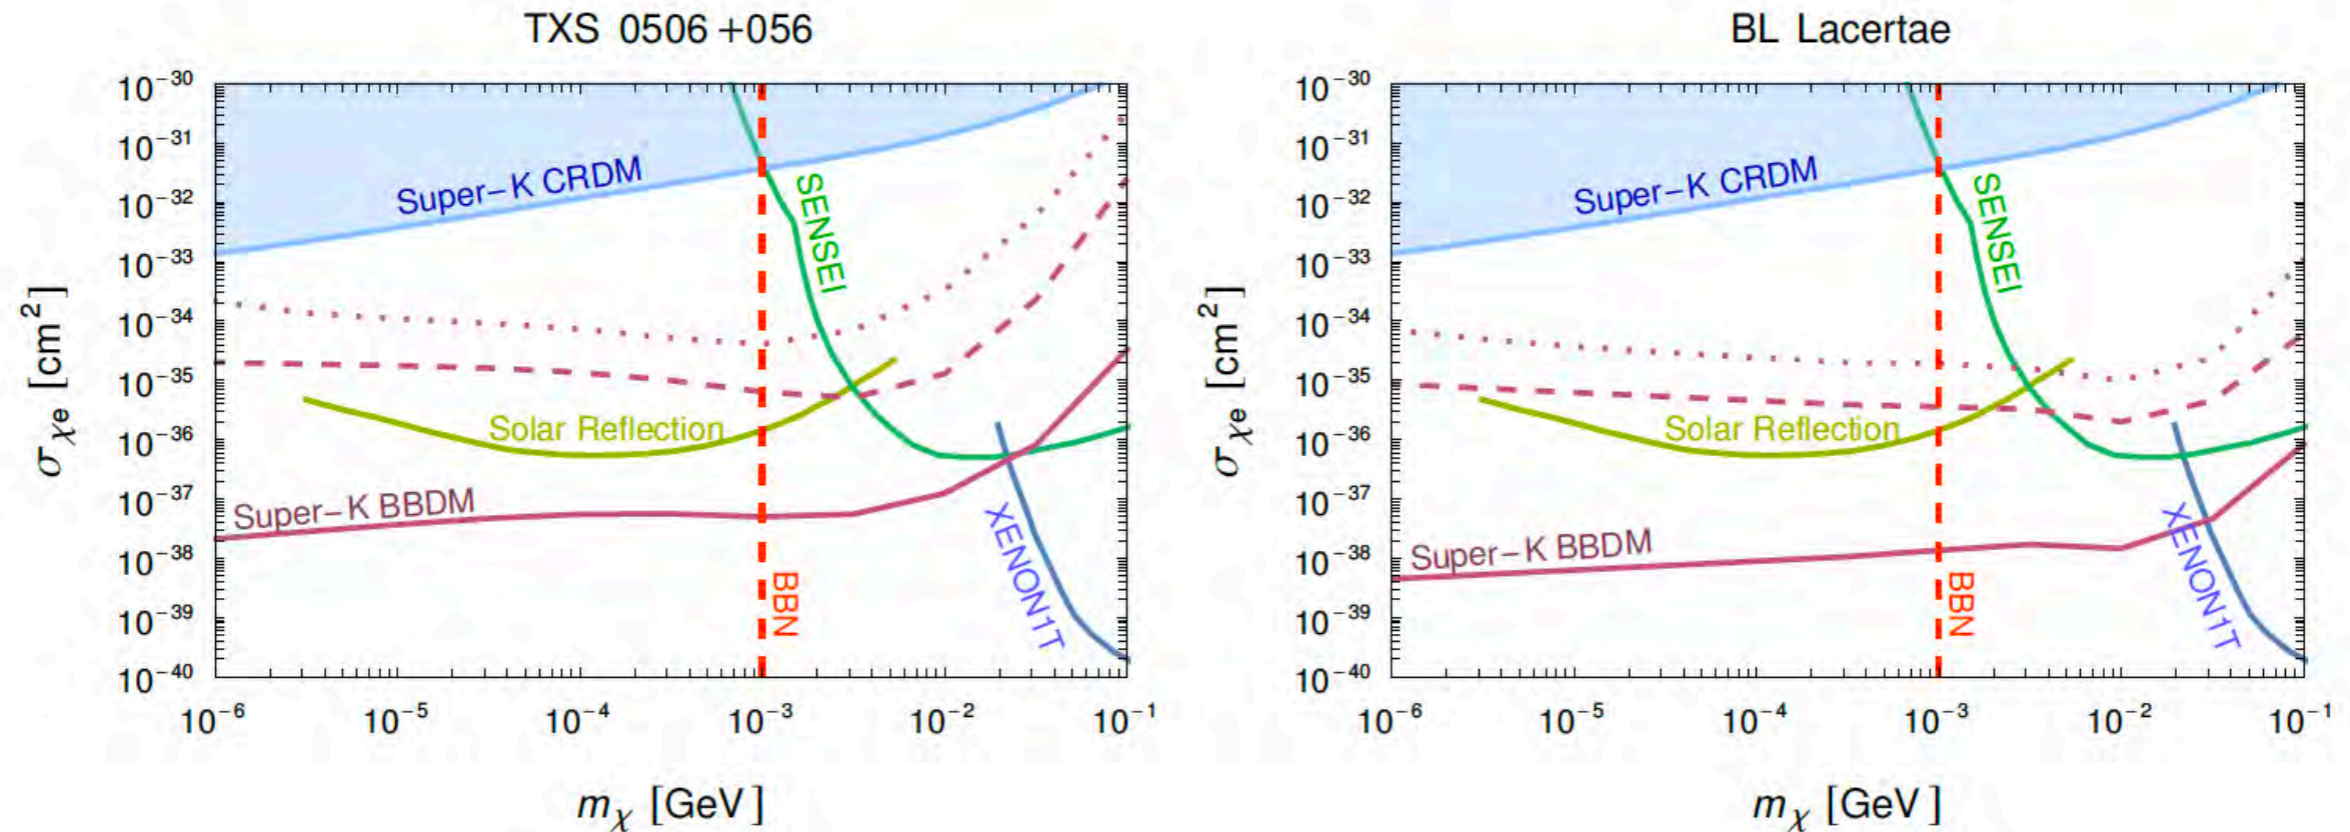 TXS 0506+056
10⁻³⁰
10⁻³¹
10⁻³²
10⁻³³
10⁻³⁴
10⁻³⁵
10⁻³⁶
10⁻³⁷
10⁻³⁸
10⁻³⁹
10⁻⁴⁰
σχe [cm²]
Super-K CRDM
SENSEI
Solar Reflection
Super-K BBDM
XENON1T
BBN
10⁻⁶ 10⁻⁵ 10⁻⁴ 10⁻³ 10⁻² 10⁻¹
mχ [GeV]
BL Lacertae
10⁻³⁰
10⁻³¹
10⁻³²
10⁻³³
10⁻³⁴
10⁻³⁵
10⁻³⁶
10⁻³⁷
10⁻³⁸
10⁻³⁹
10⁻⁴⁰
σχe [cm²]
Super-K CRDM
SENSEI
Solar Reflection
Super-K BBDM
XENON1T
BBN
10⁻⁶ 10⁻⁵ 10⁻⁴ 10⁻³ 10⁻² 10⁻¹
mχ [GeV]